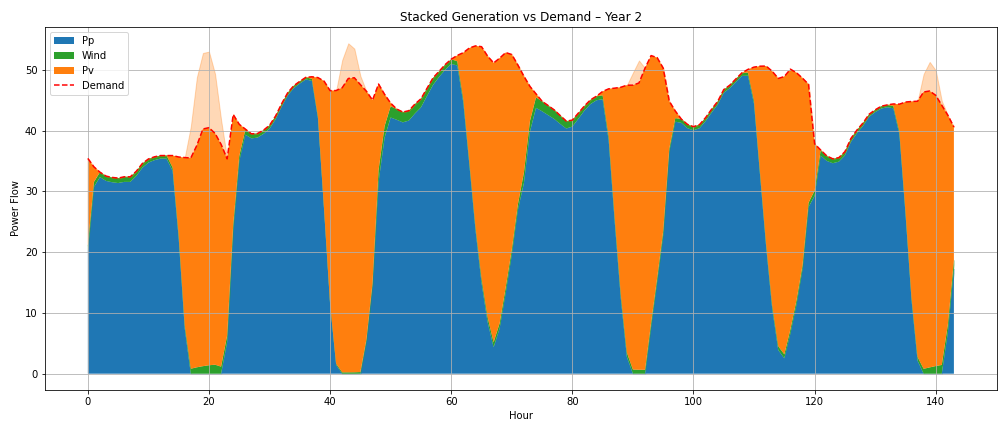 Stacked Generation vs Demand – Year 2
Pp
Wind
Pv
Demand
Power Flow
50
40
30
20
10
0
0 20 40 60 80 100 120 140
Hour